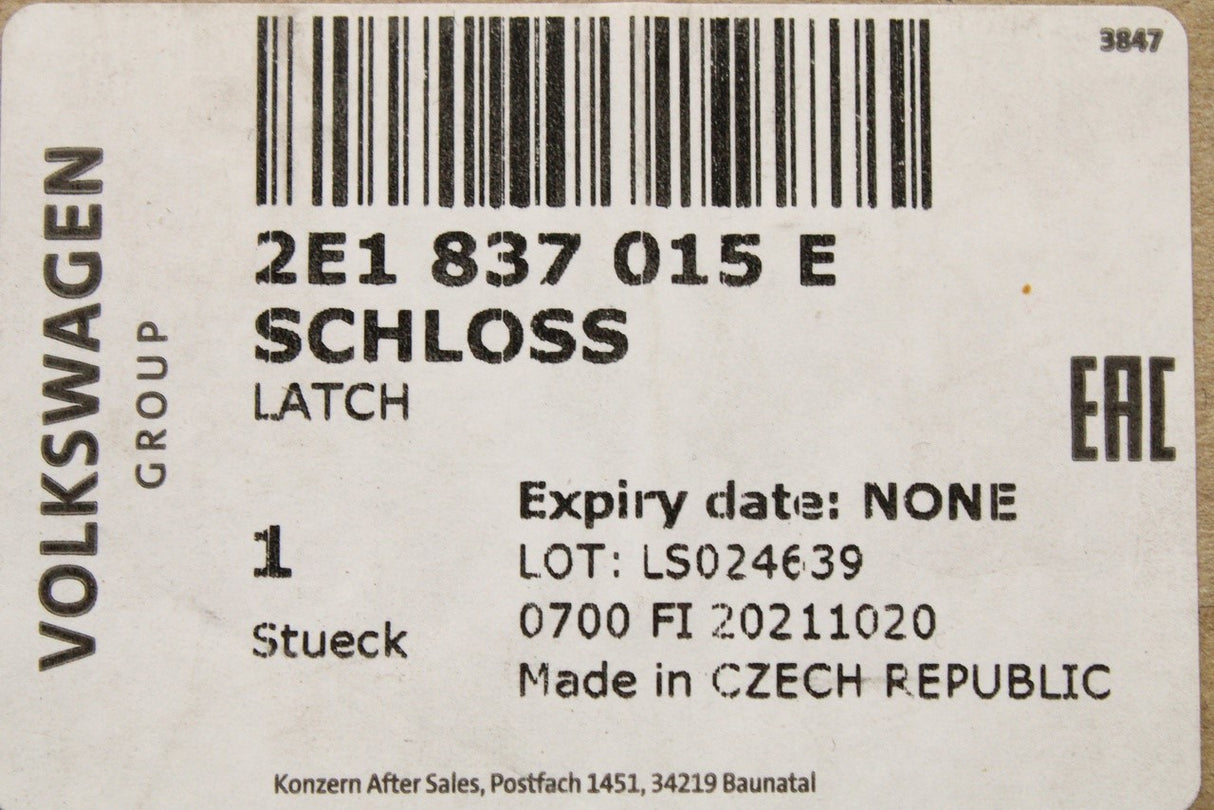 3847
VOLKSWAGEN
GROUP
2E1 837 015 E
SCHLOSS
LATCH
EAC
1
Stueck
Expiry date: NONE
LOT: LS024639
0700 FI 20211020
Made in CZECH REPUBLIC
Konzern After Sales, Postfach 1451, 34219 Baunatal